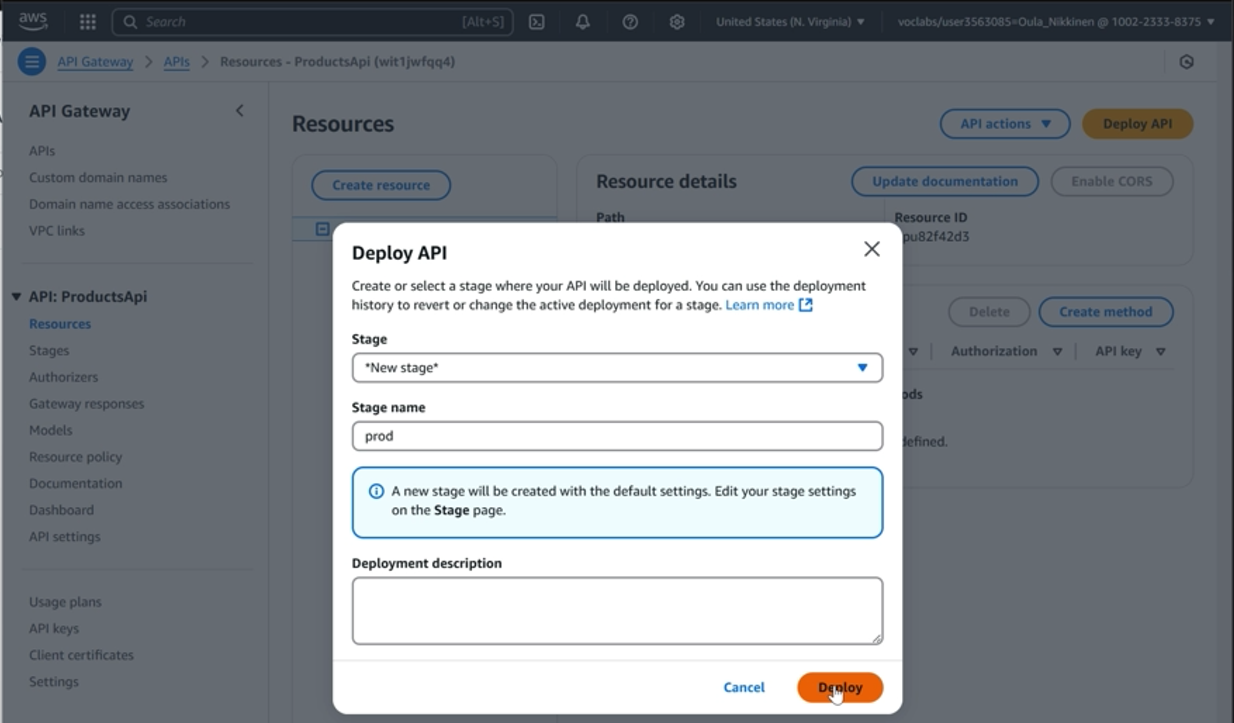 aws
Search
[Alt+S]
United States (N. Virginia)
voclabs/user3563085=Oula_Nikkinen @ 1002-2333-8375
API Gateway
APIs
Resources - ProductsApi (wit1jwfqq4)
API Gateway
APIs
Custom domain names
Domain name access associations
VPC links
API: ProductsApi
Resources
Stages
Authorizers
Gateway responses
Models
Resource policy
Documentation
Dashboard
API settings
Usage plans
API keys
Client certificates
Settings
Resources
API actions
Deploy API
Create resource
Resource details
Update documentation
Enable CORS
Path
Resource ID
pu82f42d3
Delete
Create method
Authorization
API key
ods
defined.
Deploy API
Create or select a stage where your API will be deployed. You can use the deployment
history to revert or change the active deployment for a stage. Learn more
Stage
*New stage*
Stage name
prod
A new stage will be created with the default settings. Edit your stage settings
on the Stage page.
Deployment description
Cancel
Deploy